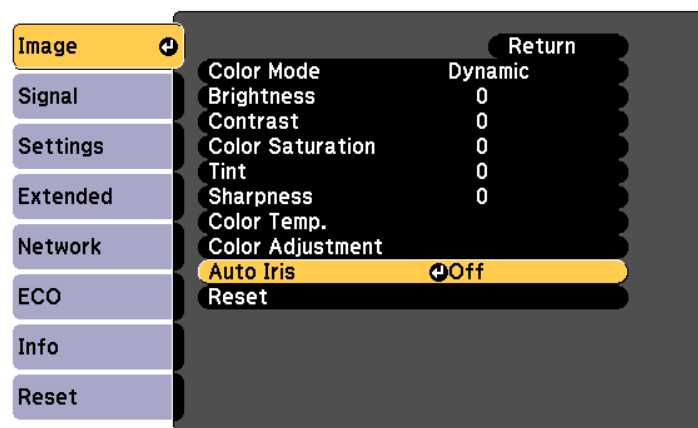 Image
Signal
Settings
Extended
Network
ECO
Info
Reset
Return
Color Mode Dynamic
Brightness 0
Contrast 0
Color Saturation 0
Tint 0
Sharpness 0
Color Temp.
Color Adjustment
Auto Iris Off
Reset